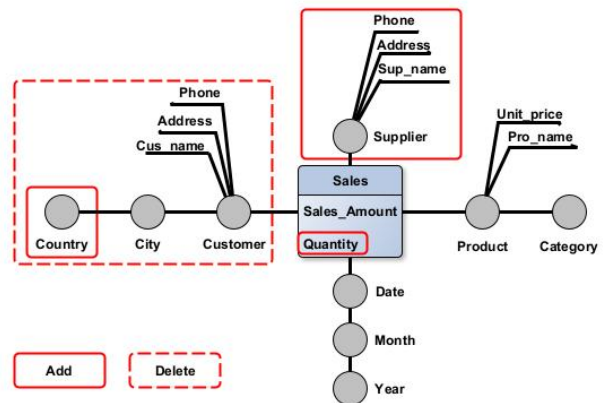 Phone
Address
Sup_name
Supplier
Phone
Address
Cus_name
Unit_price
Pro_name
Sales
Sales_Amount
Quantity
Country
City
Customer
Product
Category
Date
Month
Year
Add
Delete